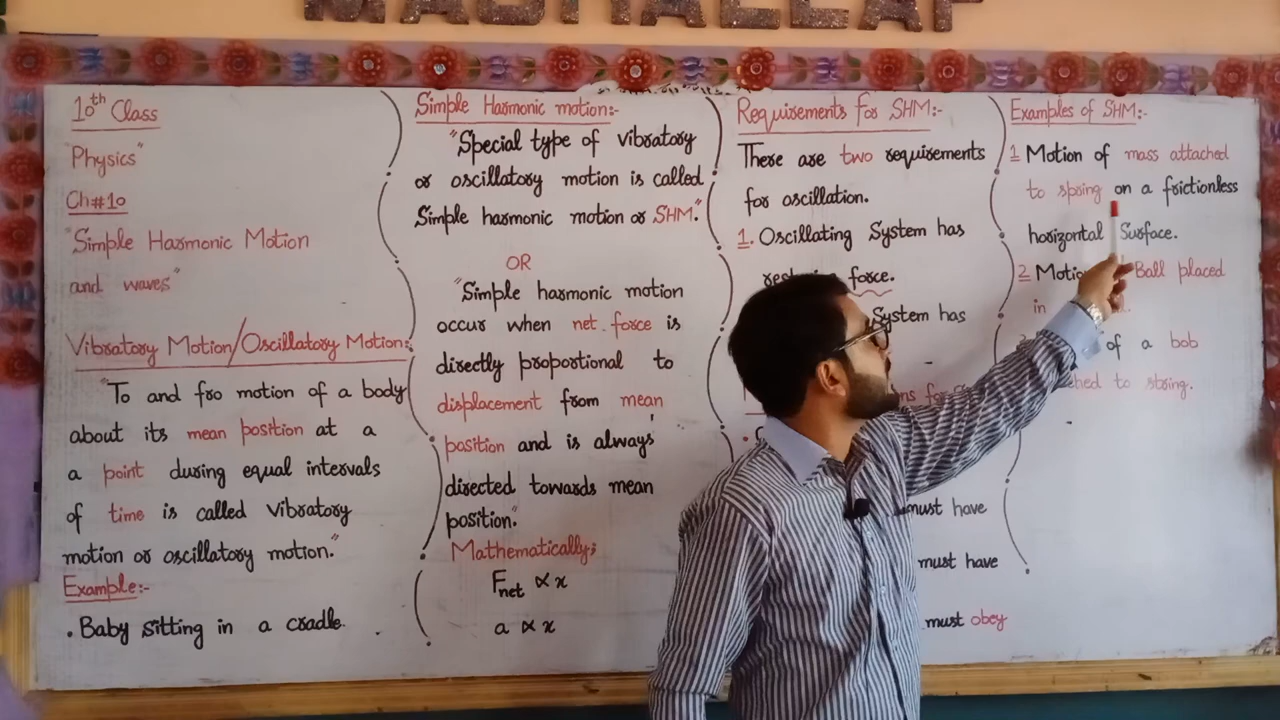 MASHALLAH
10th Class
"Physics"
Ch#10
"Simple Harmonic Motion
and waves"
Vibratory Motion/Oscillatory Motion:-
"To and fro motion of a body
about its mean position at a
a point during equal intervals
of time is called Vibratory
motion or oscillatory motion."
Example:-
. Baby sitting in a cradle.
Simple Harmonic motion:-
"Special type of vibratory
or oscillatory motion is called
Simple harmonic motion or SHM."
OR
"Simple harmonic motion
occur when net force is
directly proportional to
displacement from mean
position and is always
directed towards mean
position."
Mathematically;
Fnet ∝ x
a ∝ x
Requirements for SHM:-
There are two requirements
for oscillation.
1. Oscillating System has
force.
System has
must have
must have
must obey
Examples of SHM:-
1 Motion of mass attached
to spring on a frictionless
horizontal Surface.
2 Ball placed
in
of a bob
to string.